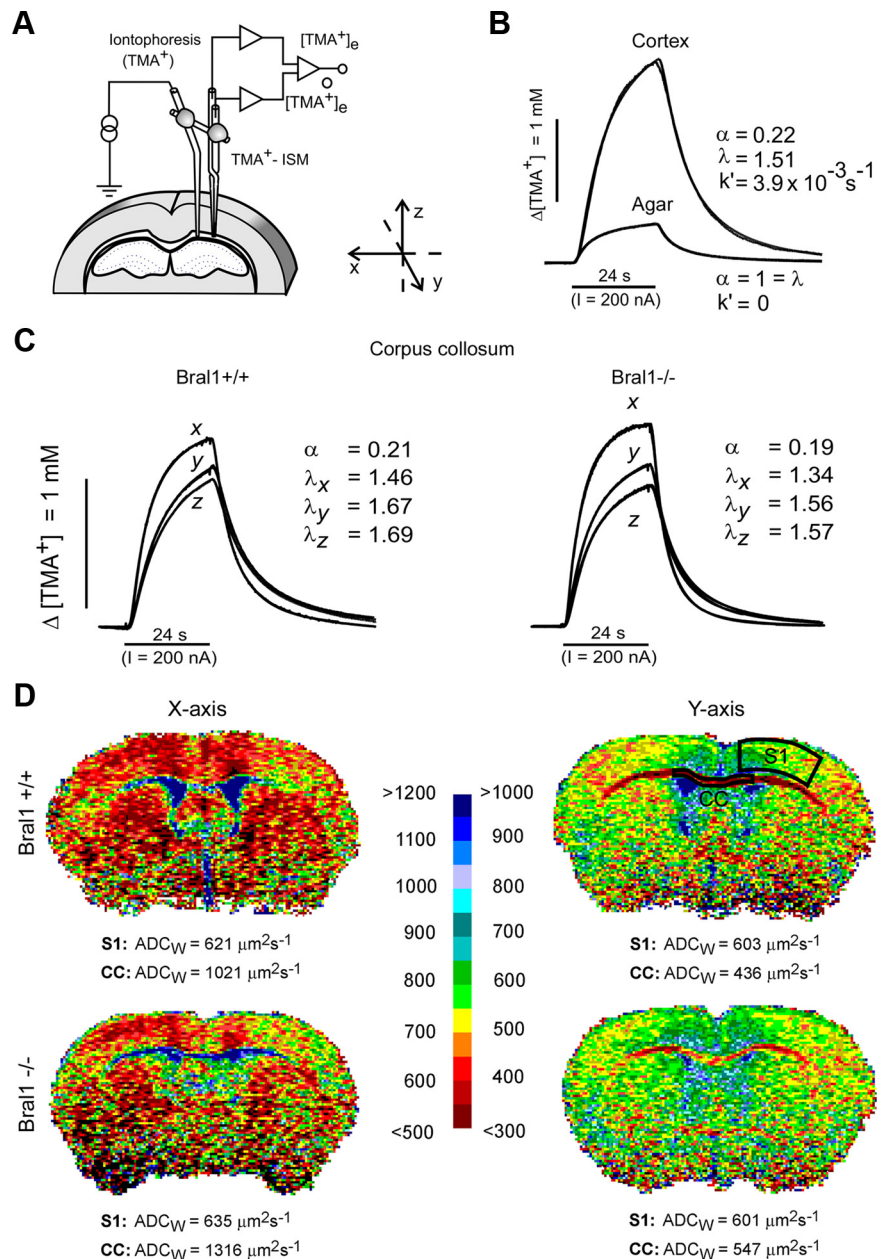 A
Iontophoresis
(TMA+)
[TMA+]e
[TMA+]e
TMA+- ISM
z
x
y
B
Cortex
Δ[TMA+] = 1 mM
α = 0.22
λ = 1.51
k' = 3.9 x 10-3s-1
Agar
24 s
(I = 200 nA)
α = 1 = λ
k' = 0
C
Corpus collosum
Bral1+/+
Δ [TMA+] = 1 mM
x
y
z
α = 0.21
λx = 1.46
λy = 1.67
λz = 1.69
24 s
(I = 200 nA)
Bral1-/-
x
y
z
α = 0.19
λx = 1.34
λy = 1.56
λz = 1.57
24 s
(I = 200 nA)
D
X-axis
Y-axis
Bral1 +/+
S1
CC
>1200 >1000
1100 900
1000 800
900 700
800 600
700 500
600 400
<500 <300
S1: ADCW = 621 μm2s-1
CC: ADCW = 1021 μm2s-1
S1: ADCW = 603 μm2s-1
CC: ADCW = 436 μm2s-1
Bral1 -/-
S1: ADCW = 635 μm2s-1
CC: ADCW = 1316 μm2s-1
S1: ADCW = 601 μm2s-1
CC: ADCW = 547 μm2s-1